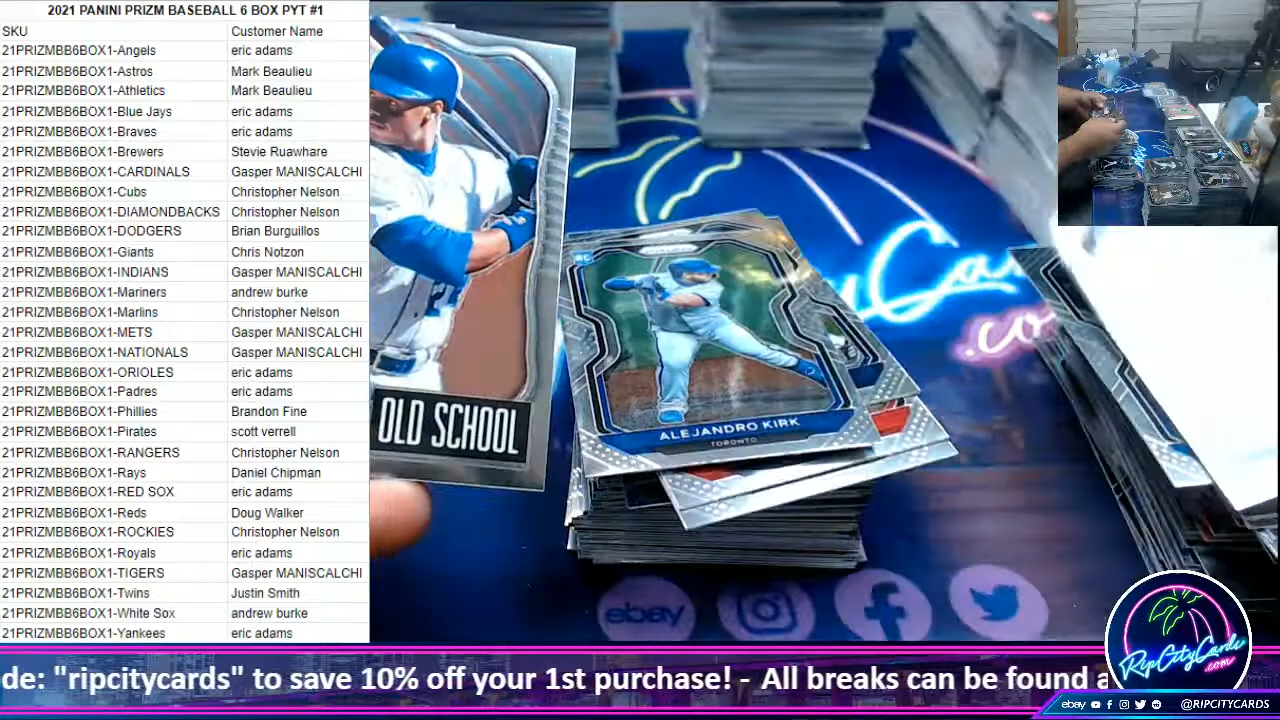 2021 PANINI PRIZM BASEBALL 6 BOX PYT #1
SKU Customer Name
21PRIZMBB6BOX1-Angels eric adams
21PRIZMBB6BOX1-Astros Mark Beaulieu
21PRIZMBB6BOX1-Athletics Mark Beaulieu
21PRIZMBB6BOX1-Blue Jays eric adams
21PRIZMBB6BOX1-Braves eric adams
21PRIZMBB6BOX1-Brewers Stevie Ruawhare
21PRIZMBB6BOX1-CARDINALS Gasper MANISCALCHI
21PRIZMBB6BOX1-Cubs Christopher Nelson
21PRIZMBB6BOX1-DIAMONDBACKS Christopher Nelson
21PRIZMBB6BOX1-DODGERS Brian Burguillos
21PRIZMBB6BOX1-Giants Chris Notzon
21PRIZMBB6BOX1-INDIANS Gasper MANISCALCHI
21PRIZMBB6BOX1-Mariners andrew burke
21PRIZMBB6BOX1-Marlins Christopher Nelson
21PRIZMBB6BOX1-METS Gasper MANISCALCHI
21PRIZMBB6BOX1-NATIONALS Gasper MANISCALCHI
21PRIZMBB6BOX1-ORIOLES eric adams
21PRIZMBB6BOX1-Padres eric adams
21PRIZMBB6BOX1-Phillies Brandon Fine
21PRIZMBB6BOX1-Pirates scott verrell
21PRIZMBB6BOX1-RANGERS Christopher Nelson
21PRIZMBB6BOX1-Rays Daniel Chipman
21PRIZMBB6BOX1-RED SOX eric adams
21PRIZMBB6BOX1-Reds Doug Walker
21PRIZMBB6BOX1-ROCKIES Christopher Nelson
21PRIZMBB6BOX1-Royals eric adams
21PRIZMBB6BOX1-TIGERS Gasper MANISCALCHI
21PRIZMBB6BOX1-Twins Justin Smith
21PRIZMBB6BOX1-White Sox andrew burke
21PRIZMBB6BOX1-Yankees eric adams
OLD SCHOOL
RC
ALEJANDRO KIRK
TORONTO
.co
ebay
RipCityCards
.com
de: "ripcitycards" to save 10% off your 1st purchase! - All breaks can be found a
ebay @RIPCITYCARDS